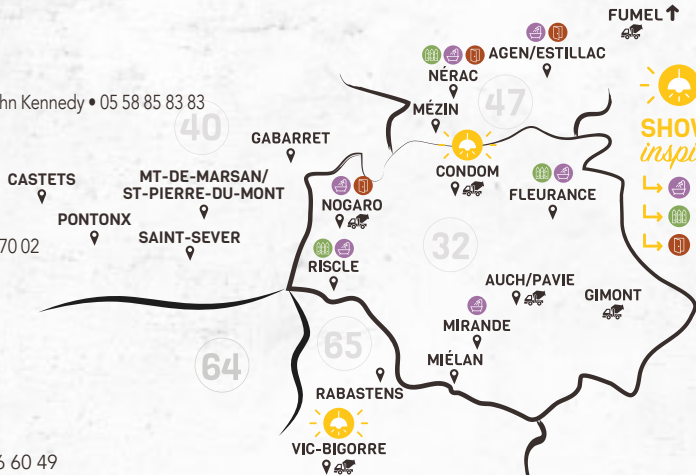 FUMEL
AGEN/ESTILLAC
NÉRAC
hn Kennedy • 05 58 85 83 83
MÉZIN
47
40
SHOW
GABARRET
inspi
CONDOM
CASTETS
MT-DE-MARSAN/
ST-PIERRE-DU-MONT
FLEURANCE
NOGARO
PONTONX
SAINT-SEVER
70 02
32
RISCLE
AUCH/PAVIE
GIMONT
MIRANDE
65
64
MIÉLAN
RABASTENS
VIC-BIGORRE
6 60 49